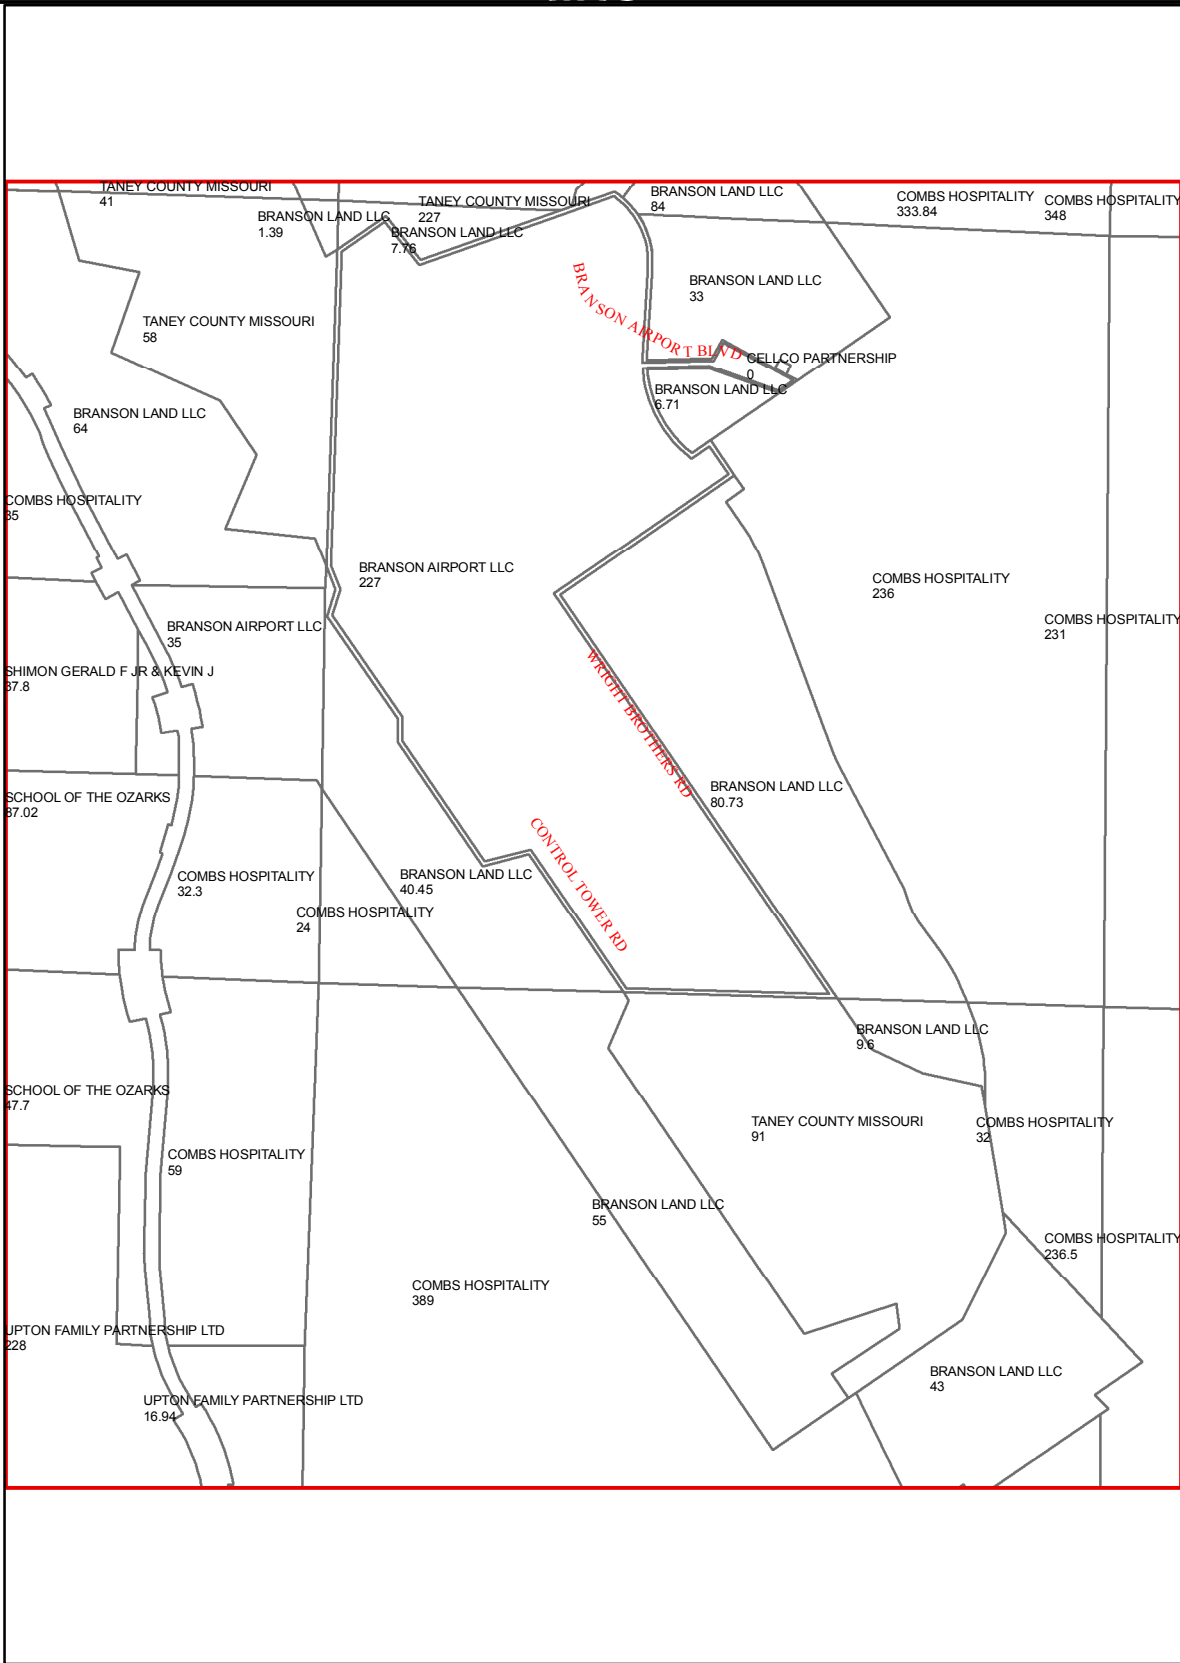 TANEY COUNTY MISSOURI
41
BRANSON LAND LLC
1.39
TANEY COUNTY MISSOURI
227
BRANSON LAND LLC
7.76
BRANSON LAND LLC
84
COMBS HOSPITALITY
333.84
COMBS HOSPITALITY
348
BRANSON LAND LLC
33
BRANSON AIRPORT BLVD
TANEY COUNTY MISSOURI
58
CELLCO PARTNERSHIP
0
BRANSON LAND LLC
6.71
BRANSON LAND LLC
64
COMBS HOSPITALITY
35
BRANSON AIRPORT LLC
227
COMBS HOSPITALITY
236
COMBS HOSPITALITY
231
BRANSON AIRPORT LLC
35
SHIMON GERALD F JR & KEVIN J
37.8
WRIGHT BROTHERS RD
BRANSON LAND LLC
80.73
SCHOOL OF THE OZARKS
87.02
CONTROL TOWER RD
COMBS HOSPITALITY
32.3
BRANSON LAND LLC
40.45
COMBS HOSPITALITY
24
BRANSON LAND LLC
9.6
SCHOOL OF THE OZARKS
47.7
TANEY COUNTY MISSOURI
91
COMBS HOSPITALITY
32
COMBS HOSPITALITY
59
BRANSON LAND LLC
55
COMBS HOSPITALITY
236.5
COMBS HOSPITALITY
389
UPTON FAMILY PARTNERSHIP LTD
228
BRANSON LAND LLC
43
UPTON FAMILY PARTNERSHIP LTD
16.94